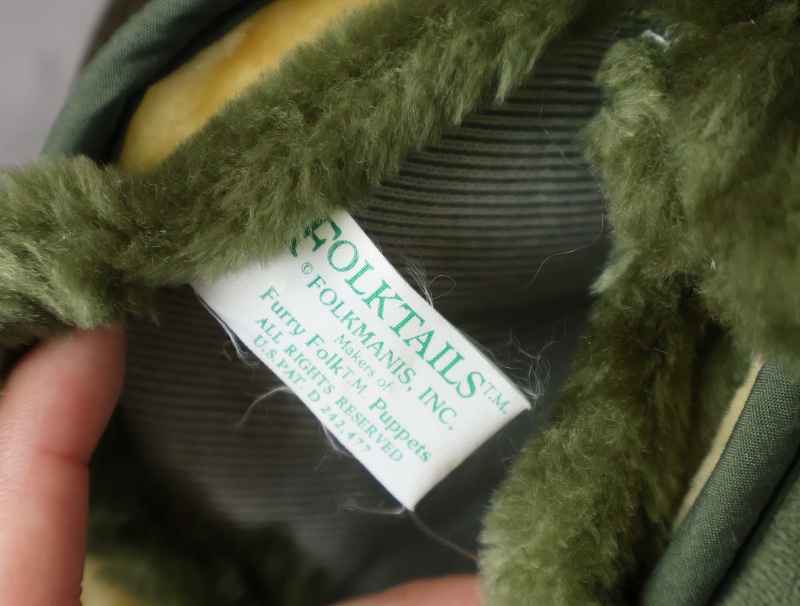 FOLKTAILS T.M.
© FOLKMANIS, INC.
Makers of
Furry Folk T.M. Puppets
ALL RIGHTS RESERVED
U.S. PAT. D 242,477